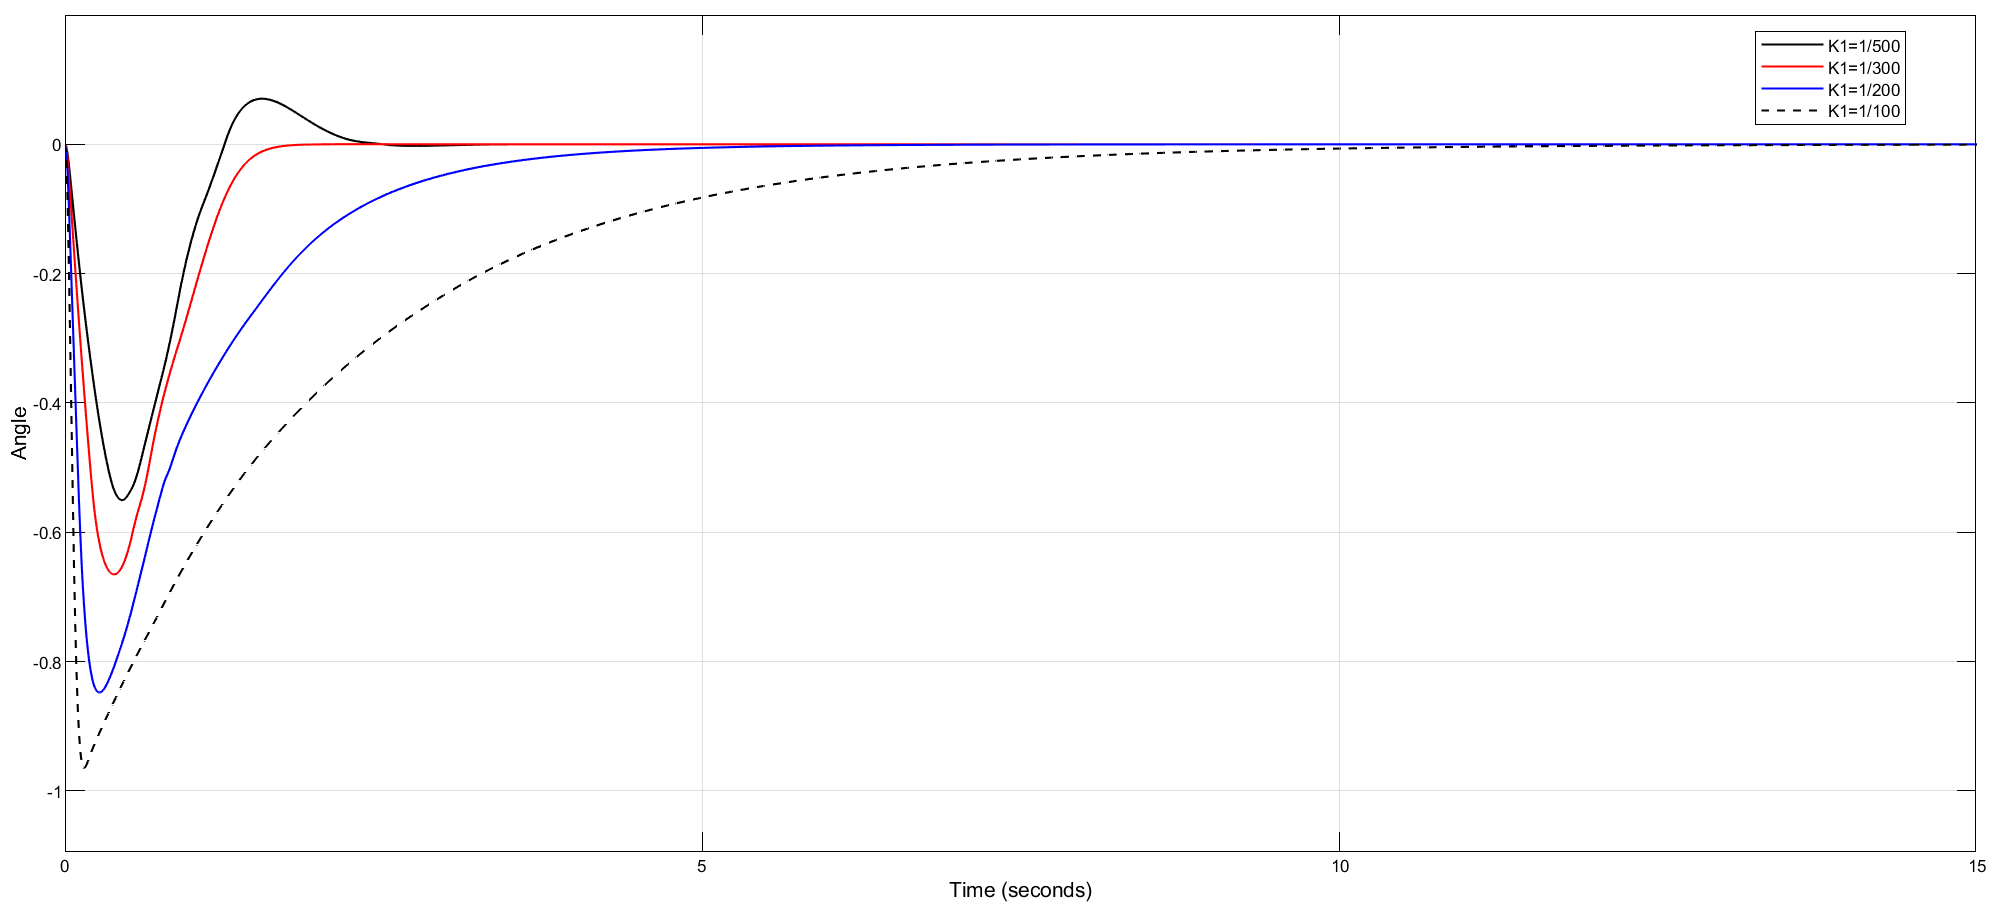 K1=1/500
K1=1/300
K1=1/200
K1=1/100
0
-0.2
-0.4
-0.6
-0.8
-1
Angle
0 5 10 15
Time (seconds)